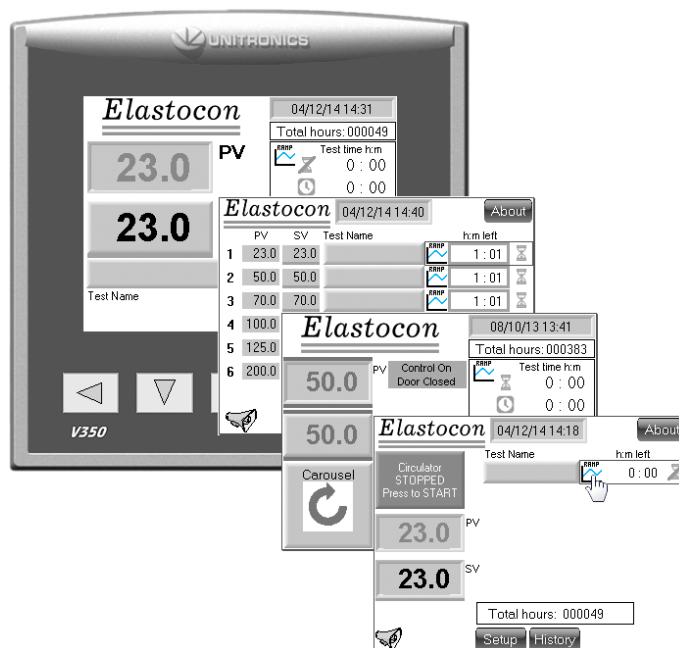 UNITRONICS
Elastocon
04/12/14 14:31
Total hours: 000049
23.0
PV
RAMP
Test time h:m
0 : 00
0 : 00
23.0
Test Name
V350
Elastocon
04/12/14 14:40
About
PV SV Test Name h:m left
1 23.0 23.0 RAMP 1 : 01
2 50.0 50.0 RAMP 1 : 01
3 70.0 70.0 RAMP 1 : 01
4 100.0
5 125.0
6 200.0
Elastocon
08/10/13 13:41
Total hours: 000383
50.0
PV
Control On
Door Closed
RAMP
Test time h:m
0 : 00
0 : 00
50.0
Carousel
Elastocon
04/12/14 14:18
About
Circulator
STOPPED
Press to START
Test Name
h:m left
RAMP
0 : 00
23.0
PV
23.0
SV
Total hours: 000049
Setup
History